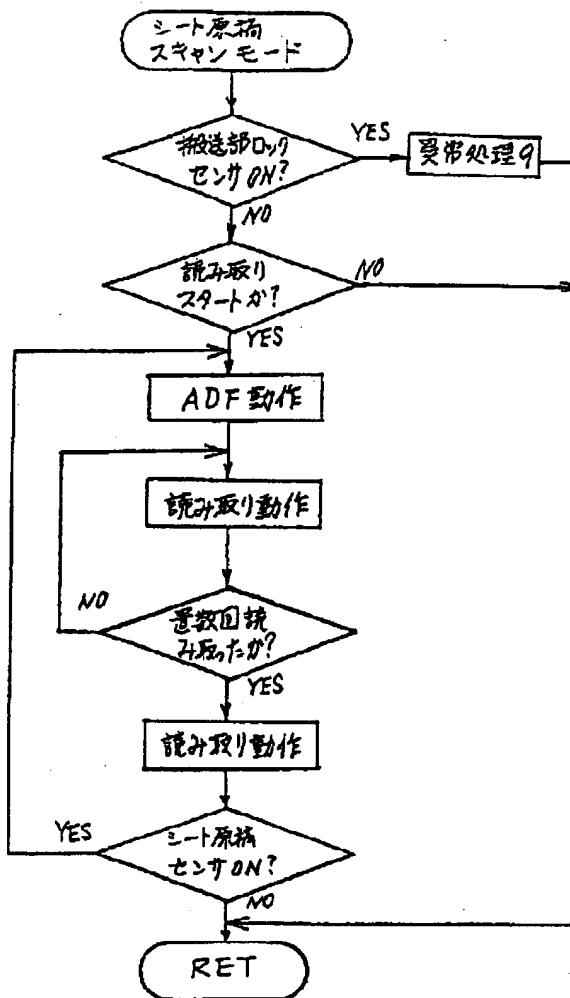 シート原稿
スキャンモード
搬送部ロック
センサON?
YES
異常処理9
NO
読み取り
スタートか?
NO
YES
ADF動作
読み取り動作
NO
置数回読
み取ったか?
YES
読み取り動作
YES
シート原稿
センサON?
NO
RET